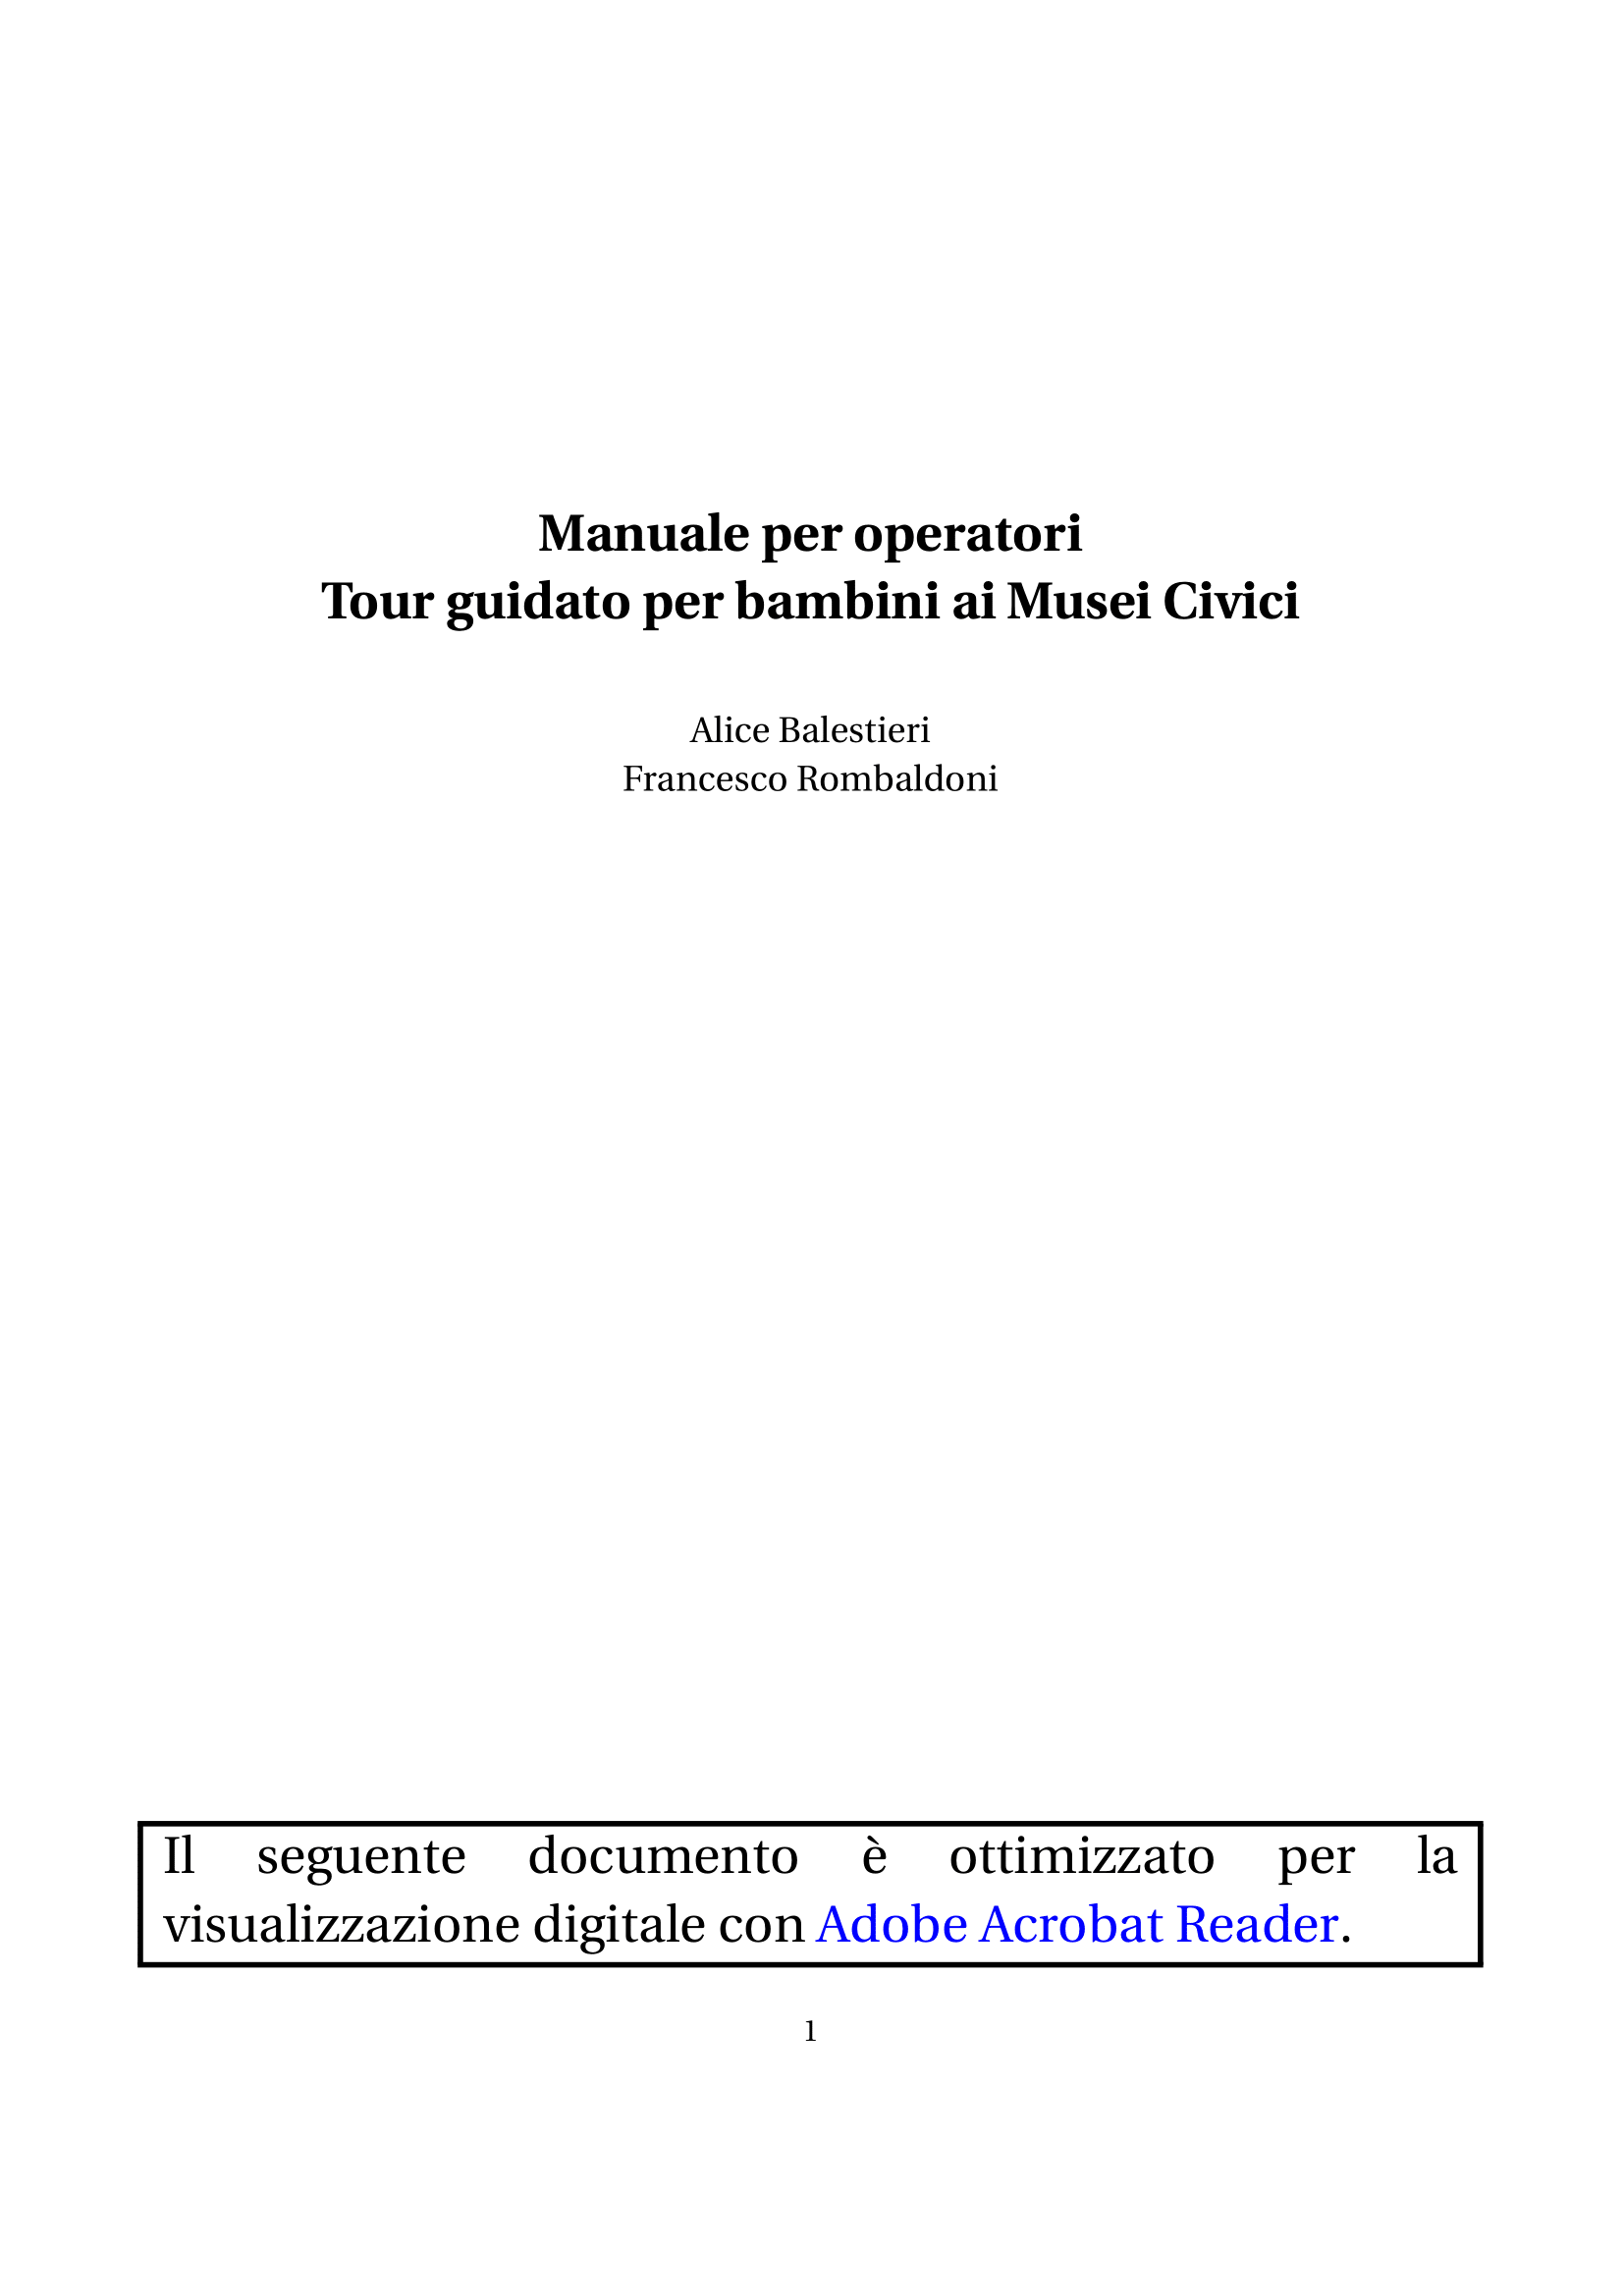 Manuale per operatori
Tour guidato per bambini ai Musei Civici
Alice Balestieri
Francesco Rombaldoni
Il seguente documento è ottimizzato per la
visualizzazione digitale con Adobe Acrobat Reader.
1